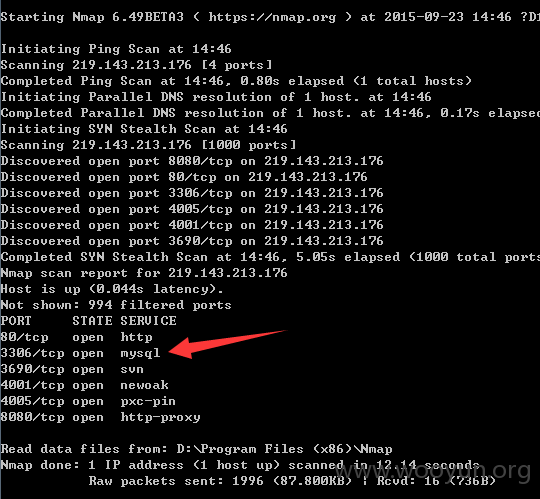 Starting Nmap 6.49BETA3 ( https://nmap.org ) at 2015-09-23 14:46 ?D1
Initiating Ping Scan at 14:46
Scanning 219.143.213.176 [4 ports]
Completed Ping Scan at 14:46, 0.80s elapsed (1 total hosts)
Initiating Parallel DNS resolution of 1 host. at 14:46
Completed Parallel DNS resolution of 1 host. at 14:46, 0.17s elapse
Initiating SYN Stealth Scan at 14:46
Scanning 219.143.213.176 [1000 ports]
Discovered open port 8080/tcp on 219.143.213.176
Discovered open port 80/tcp on 219.143.213.176
Discovered open port 3306/tcp on 219.143.213.176
Discovered open port 4005/tcp on 219.143.213.176
Discovered open port 4001/tcp on 219.143.213.176
Discovered open port 3690/tcp on 219.143.213.176
Completed SYN Stealth Scan at 14:46, 5.05s elapsed (1000 total ports
Nmap scan report for 219.143.213.176
Host is up (0.044s latency).
Not shown: 994 filtered ports
PORT STATE SERVICE
80/tcp open http
3306/tcp open mysql
3690/tcp open svn
4001/tcp open newoak
4005/tcp open pxc-pin
8080/tcp open http-proxy
Read data files from: D:\Program Files (x86)\Nmap
Nmap done: 1 IP address (1 host up) scanned in 12.14 seconds
Raw packets sent: 1996 (87.800KB) | Rcvd: 16 (736B)
www.wooyun.org